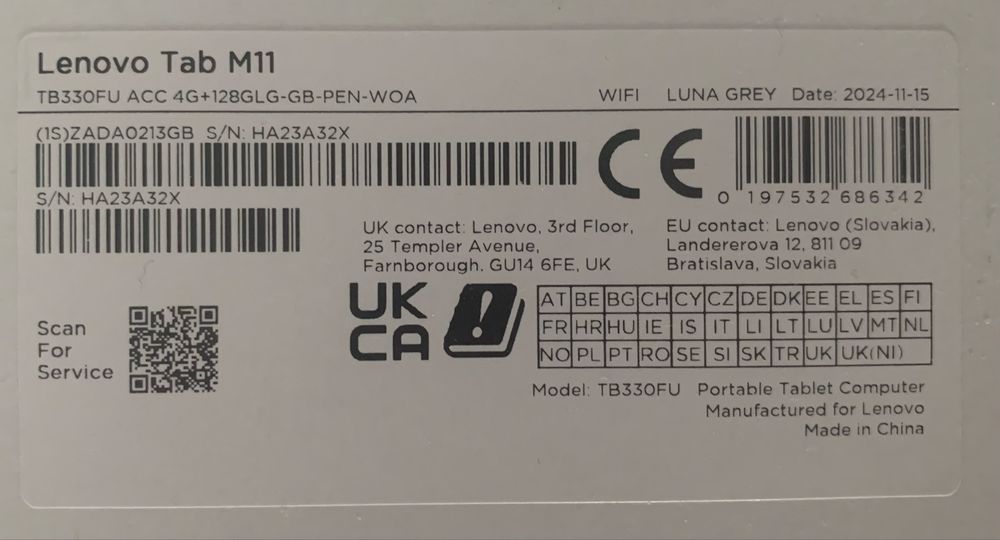 Lenovo Tab M11
TB330FU ACC 4G+128GLG-GB-PEN-WOA WIFI LUNA GREY Date: 2024-11-15
(1S)ZADA0213GB S/N: HA23A32X
S/N: HA23A32X
CE
0 197532 686342
UK contact: Lenovo, 3rd Floor,
25 Templer Avenue,
Farnborough. GU14 6FE, UK
EU contact: Lenovo (Slovakia),
Landererova 12, 811 09
Bratislava, Slovakia
Scan
For
Service
UK
CA
!
AT BE BG CH CY CZ DE DK EE EL ES FI
FR HR HU IE IS IT LI LT LU LV MT NL
NO PL PT RO SE SI SK TR UK UK(NI)
Model: TB330FU Portable Tablet Computer
Manufactured for Lenovo
Made in China